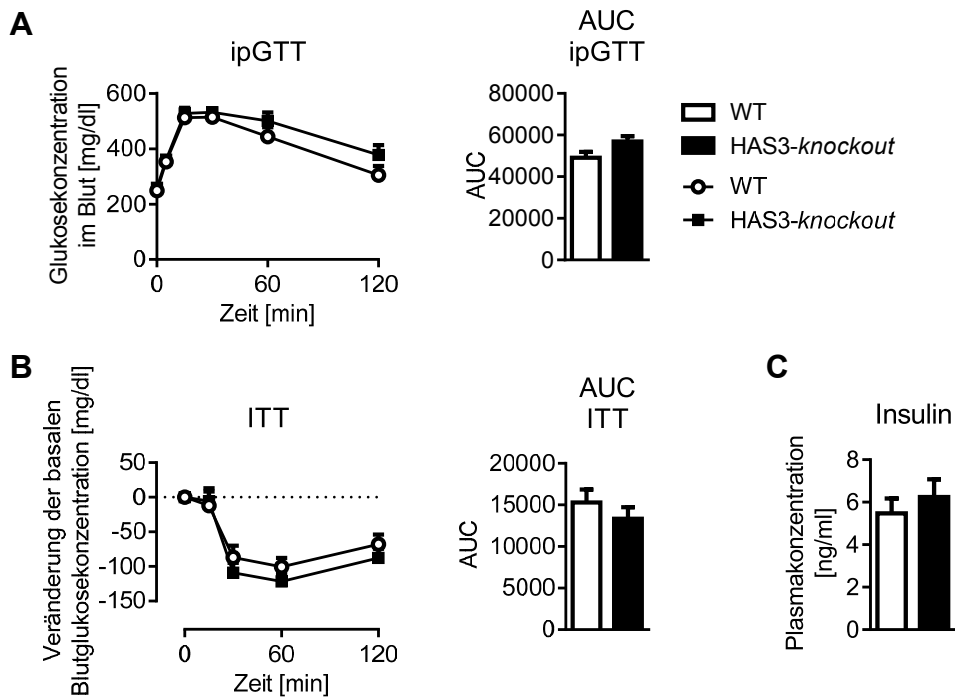 A
ipGTT
Glukosekonzentration
im Blut [mg/dl]
600
400
200
0
0
60
120
Zeit [min]
AUC
ipGTT
AUC
80000
60000
40000
20000
0
WT
HAS3-knockout
WT
HAS3-knockout
B
ITT
Veränderung der basalen
Blutglukosekonzentration [mg/dl]
50
0
-50
-100
-150
0
60
120
Zeit [min]
AUC
ITT
AUC
20000
15000
10000
5000
0
C
Insulin
Plasmakonzentration
[ng/ml]
8
6
4
2
0